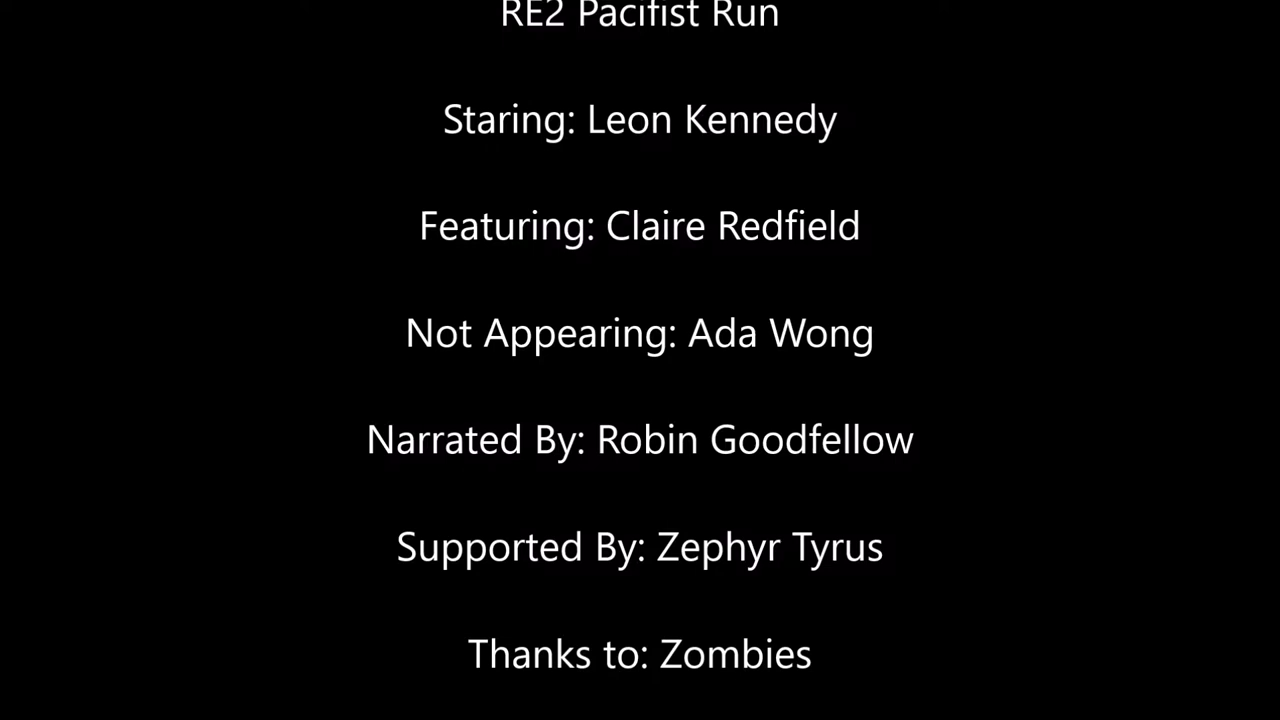 RE2 Pacifist Run
Staring: Leon Kennedy
Featuring: Claire Redfield
Not Appearing: Ada Wong
Narrated By: Robin Goodfellow
Supported By: Zephyr Tyrus
Thanks to: Zombies